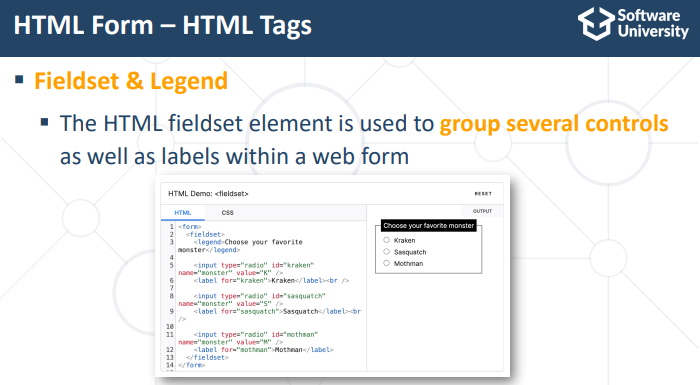 HTML Form – HTML Tags
Software
University
Fieldset & Legend
The HTML fieldset element is used to group several controls
as well as labels within a web form
HTML Demo: <fieldset>
RESET
HTML
CSS
OUTPUT
1 <form>
2 <fieldset>
3 <legend>Choose your favorite
monster</legend>
4
5 <input type="radio" id="kraken"
name="monster" value="K" />
6 <label for="kraken">Kraken</label><br />
7
8 <input type="radio" id="sasquatch"
name="monster" value="S" />
9 <label for="sasquatch">Sasquatch</label><br
/>
10
11 <input type="radio" id="mothman"
name="monster" value="M" />
12 <label for="mothman">Mothman</label>
13 </fieldset>
14 </form>
Choose your favorite monster
Kraken
Sasquatch
Mothman